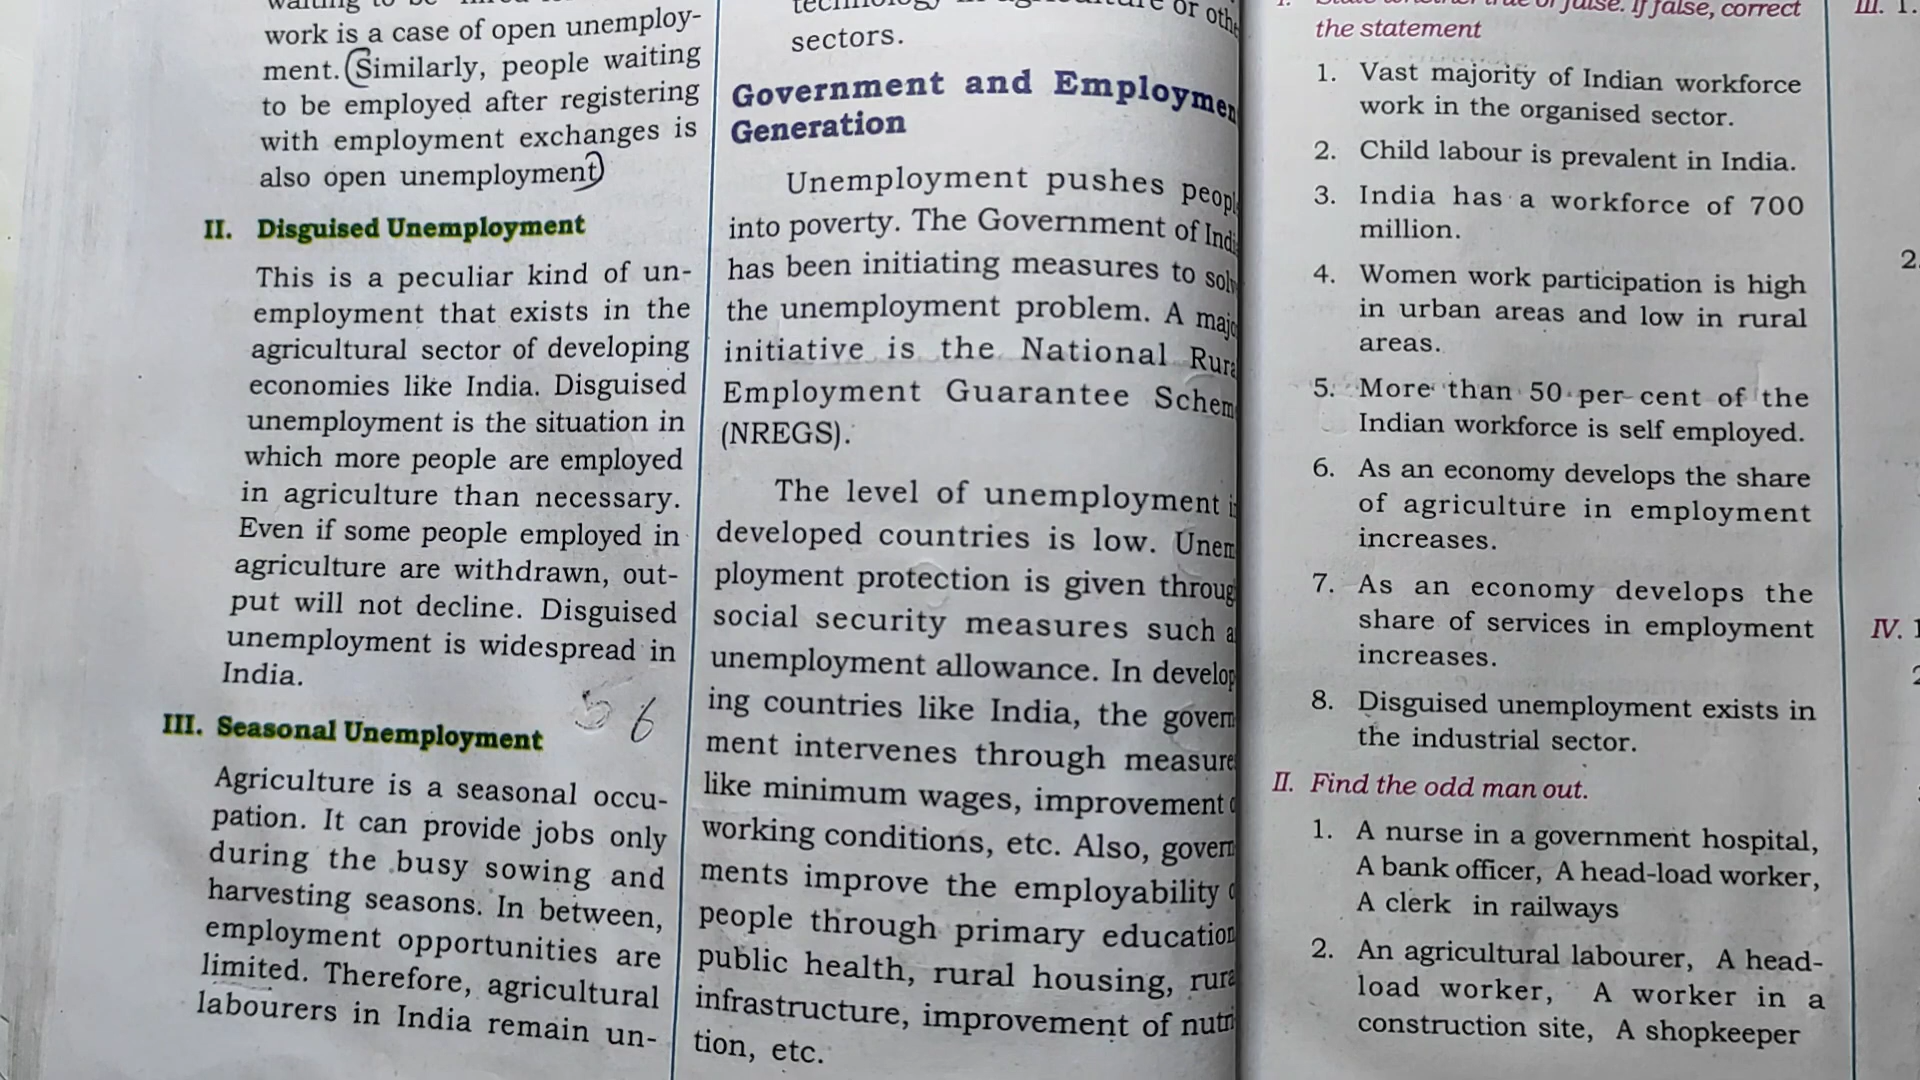 work is a case of open unemploy-
ment. Similarly, people waiting
to be employed after registering
with employment exchanges is
also open unemployment
II. Disguised Unemployment
This is a peculiar kind of un-
employment that exists in the
agricultural sector of developing
economies like India. Disguised
unemployment is the situation in
which more people are employed
in agriculture than necessary.
Even if some people employed in
agriculture are withdrawn, out-
put will not decline. Disguised
unemployment is widespread in
India.
56
III. Seasonal Unemployment
Agriculture is a seasonal occu-
pation. It can provide jobs only
during the busy sowing and
harvesting seasons. In between,
employment opportunities are
limited. Therefore, agricultural
labourers in India remain un-
or
sectors.
Government and Employmen
Generation
Unemployment pushes peopl
into poverty. The Government of Indi
has been initiating measures to solv
the unemployment problem. A majo
initiative is the National Rura
Employment Guarantee Schem
(NREGS).
The level of unemployment i
developed countries is low. Unem
ployment protection is given throug
social security measures such a
unemployment allowance. In develop
ing countries like India, the govern
ment intervenes through measure
like minimum wages, improvement o
working conditions, etc. Also, govern
ments improve the employability o
people through primary education
public health, rural housing, rura
infrastructure, improvement of nutri
tion, etc.
I. State whether true or false. If false, correct
the statement
1. Vast majority of Indian workforce
work in the organised sector.
2. Child labour is prevalent in India.
3. India has a workforce of 700
million.
4. Women work participation is high
in urban areas and low in rural
areas.
5. More than 50 per cent of the
Indian workforce is self employed.
6. As an economy develops the share
of agriculture in employment
increases.
7. As an economy develops the
share of services in employment
increases.
8. Disguised unemployment exists in
the industrial sector.
II. Find the odd man out.
1. A nurse in a government hospital,
A bank officer, A head-load worker,
A clerk in railways
2. An agricultural labourer, A head-
load worker, A worker in a
construction site, A shopkeeper
III. 1.
2.
IV. 1
2